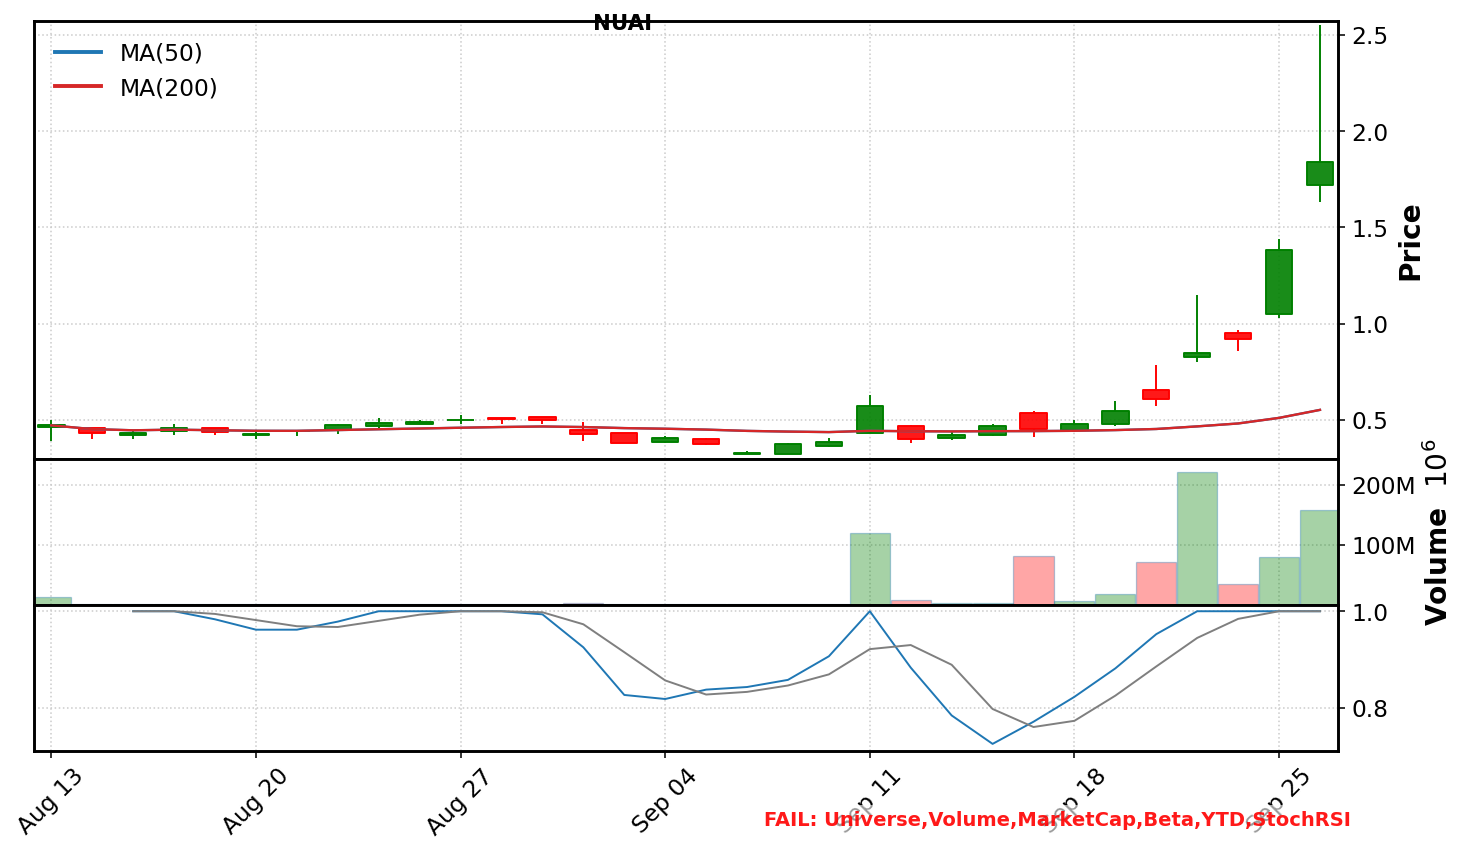 NUAI
MA(50)
MA(200)
2.5
2.0
1.5
1.0
0.5
Price
200M
100M
Volume 10^6
1.0
0.8
Aug 13
Aug 20
Aug 27
Sep 04
Sep 11
Sep 18
Sep 25
FAIL: Universe,Volume,MarketCap,Beta,YTD,StochRSI